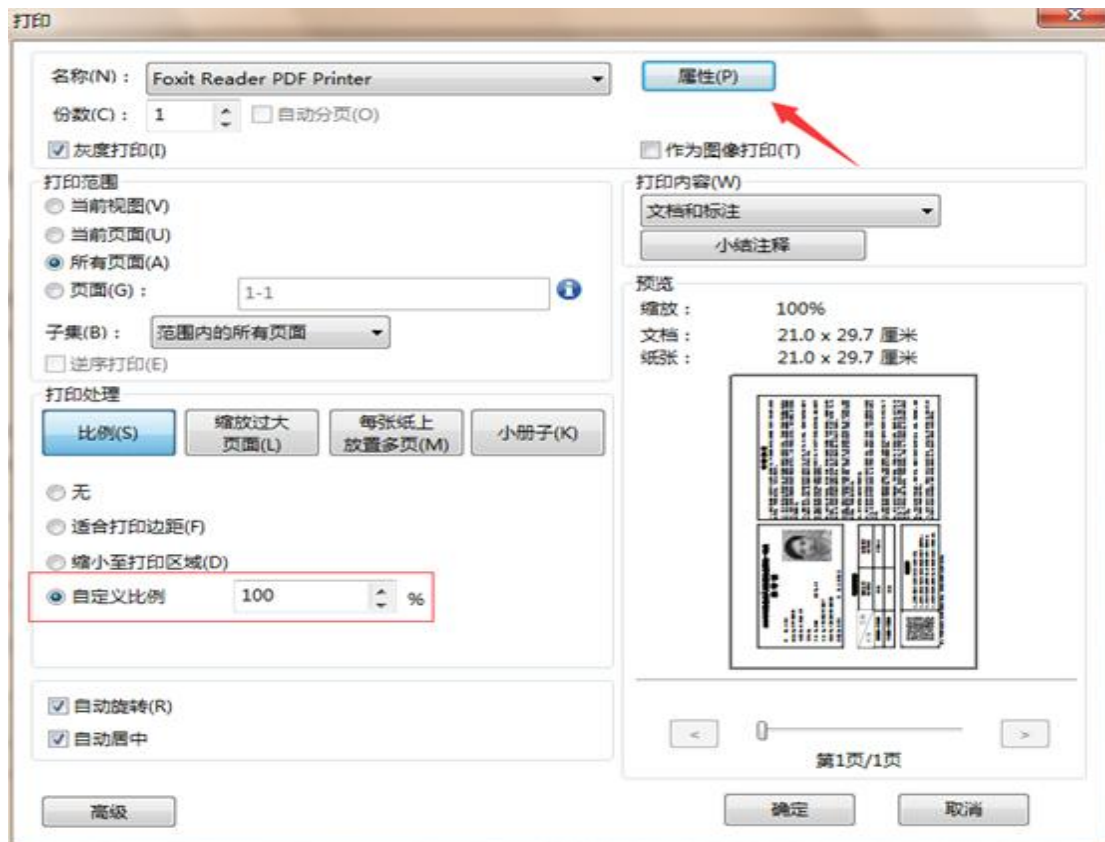 打印
名称(N)： Foxit Reader PDF Printer 属性(P)
份数(C)： 1 自动分页(O)
灰度打印(I) 作为图像打印(T)
打印范围
当前视图(V)
当前页面(U)
所有页面(A)
页面(G)： 1-1
子集(B)： 范围内的所有页面
逆序打印(E)
打印内容(W)
文档和标注
小结注释
打印处理
比例(S)
缩放过大
页面(L)
每张纸上
放置多页(M)
小册子(K)
无
适合打印边距(F)
缩小至打印区域(D)
自定义比例 100 %
预览
缩放： 100%
文档： 21.0 x 29.7 厘米
纸张： 21.0 x 29.7 厘米
< >
第1页/1页
自动旋转(R)
自动居中
高级 确定 取消